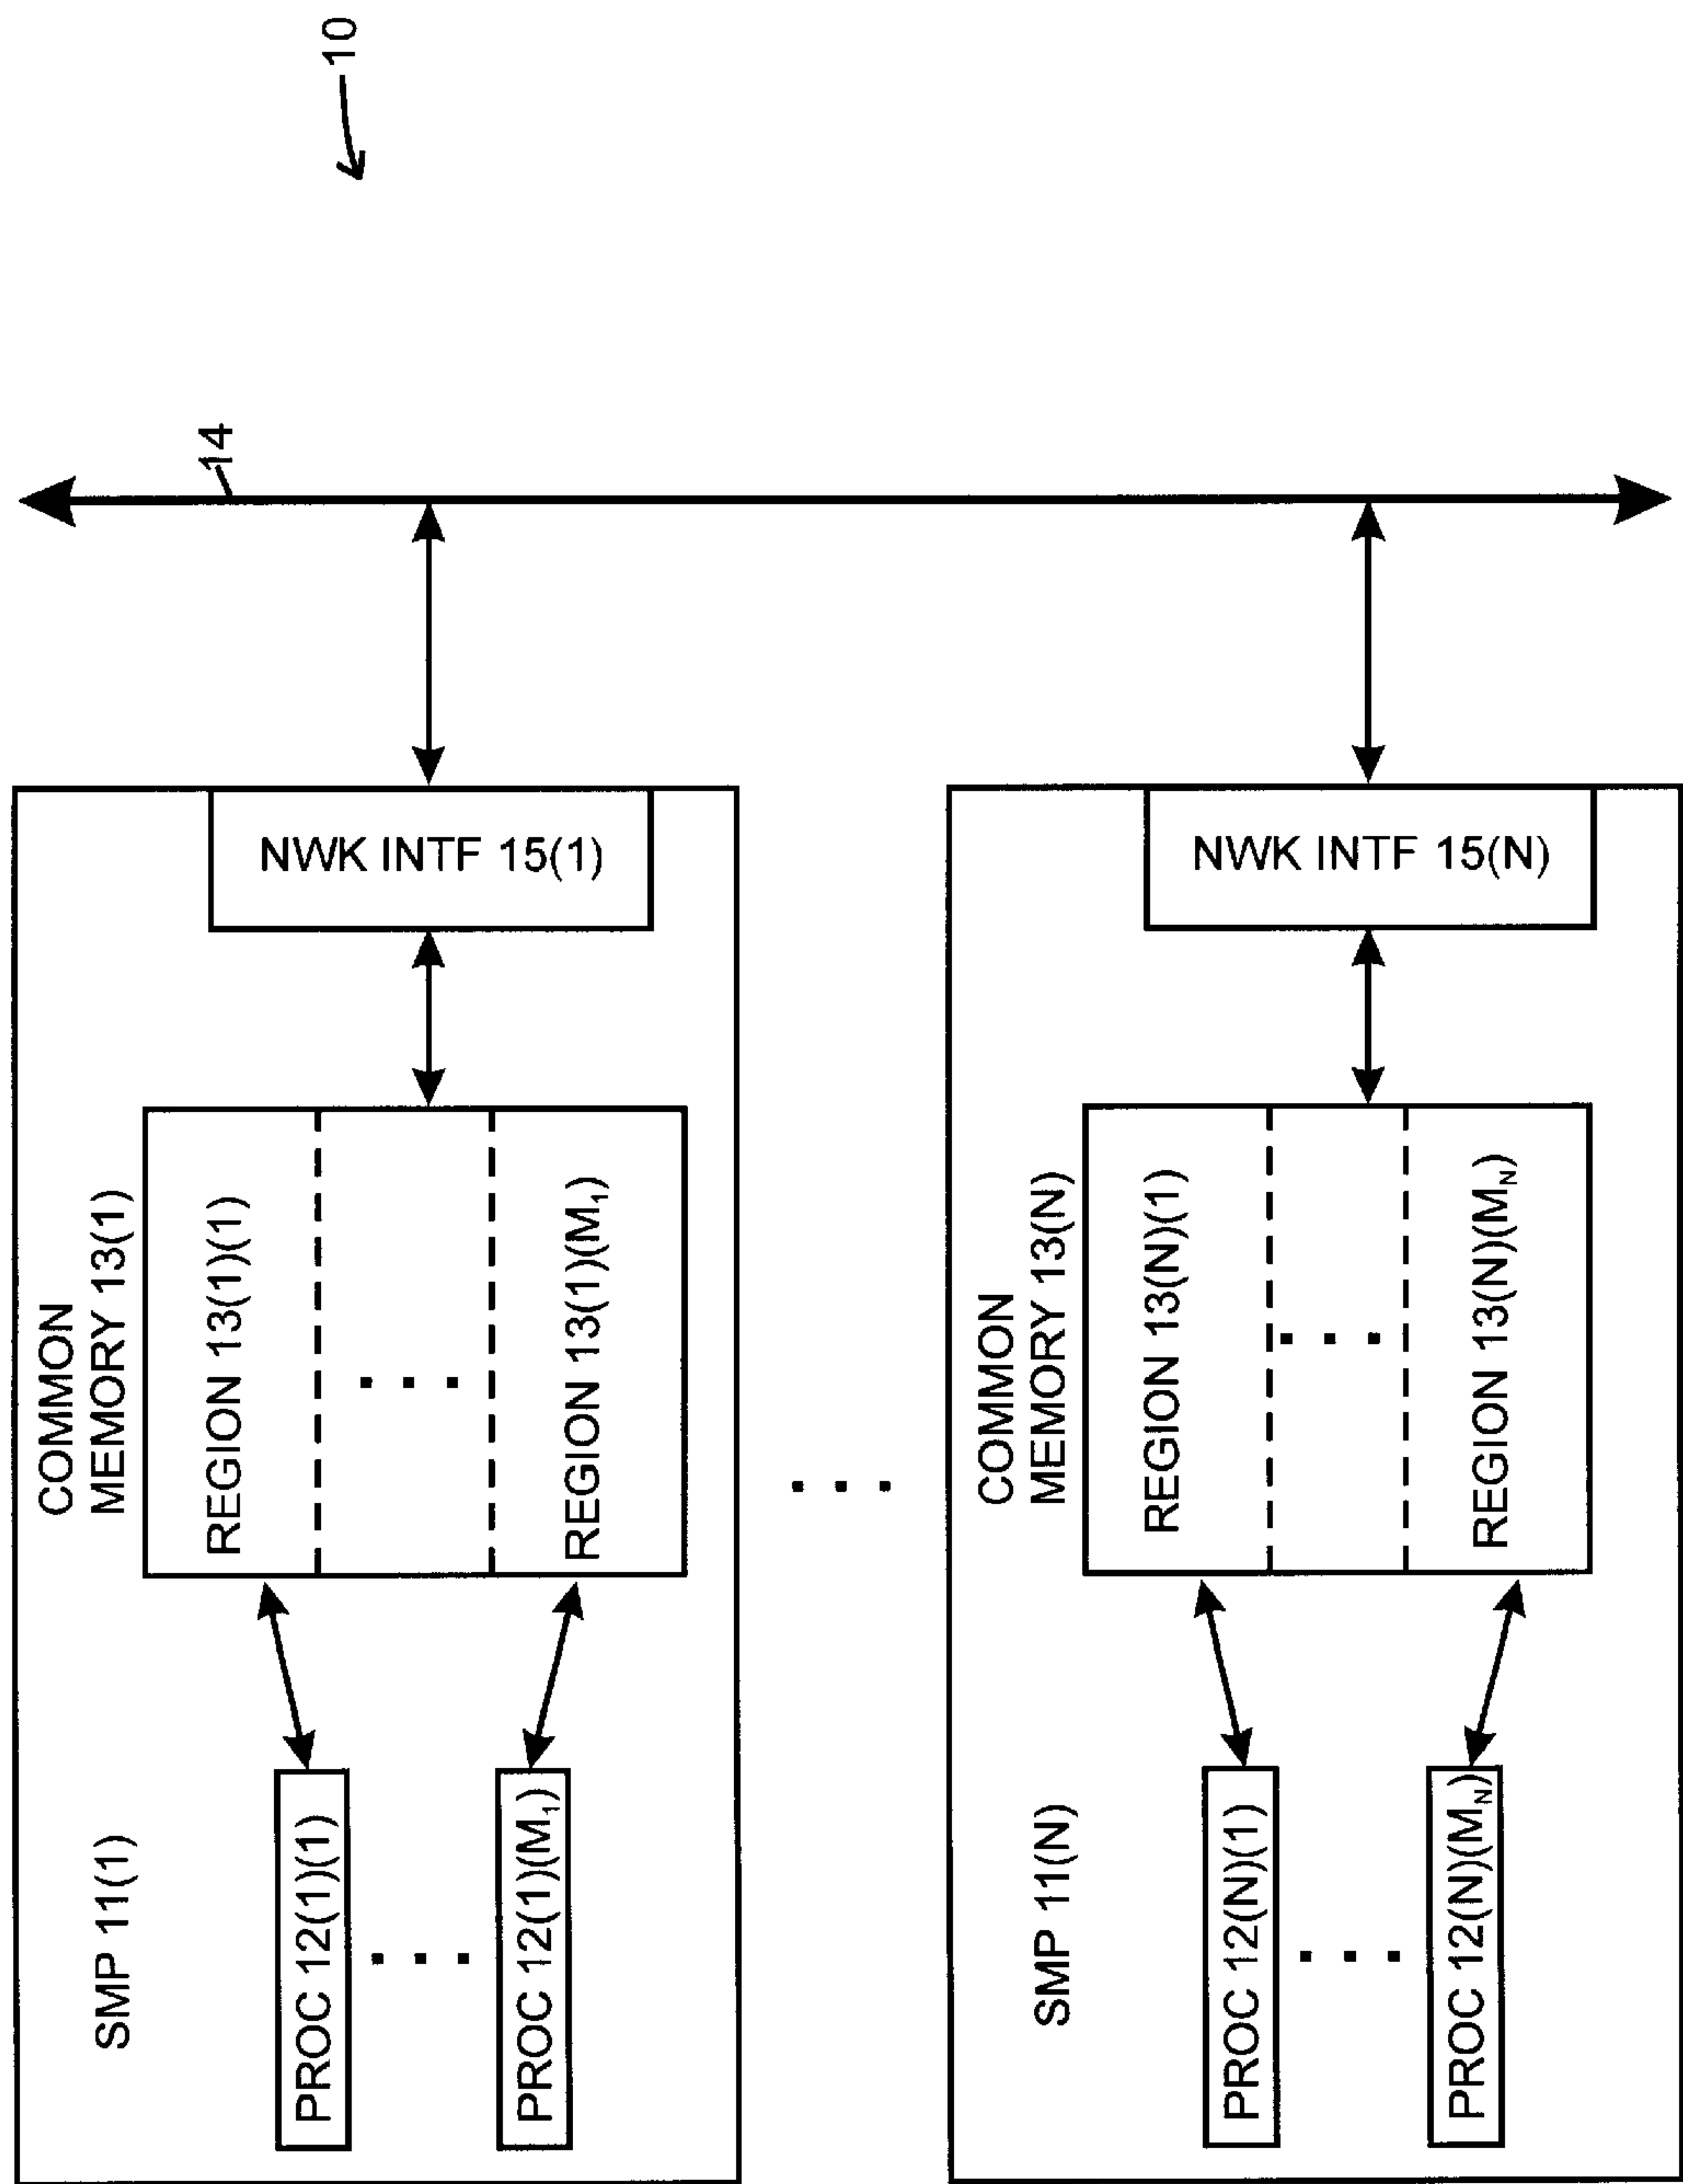 10
14
SMP 11(1)
COMMON
MEMORY 13(1)
PROC 12(1)(1)
PROC 12(1)(M₁)
REGION 13(1)(1)
REGION 13(1)(M₁)
NWK INTF 15(1)
SMP 11(N)
COMMON
MEMORY 13(N)
PROC 12(N)(1)
PROC 12(N)(Mₙ)
REGION 13(N)(1)
REGION 13(N)(Mₙ)
NWK INTF 15(N)